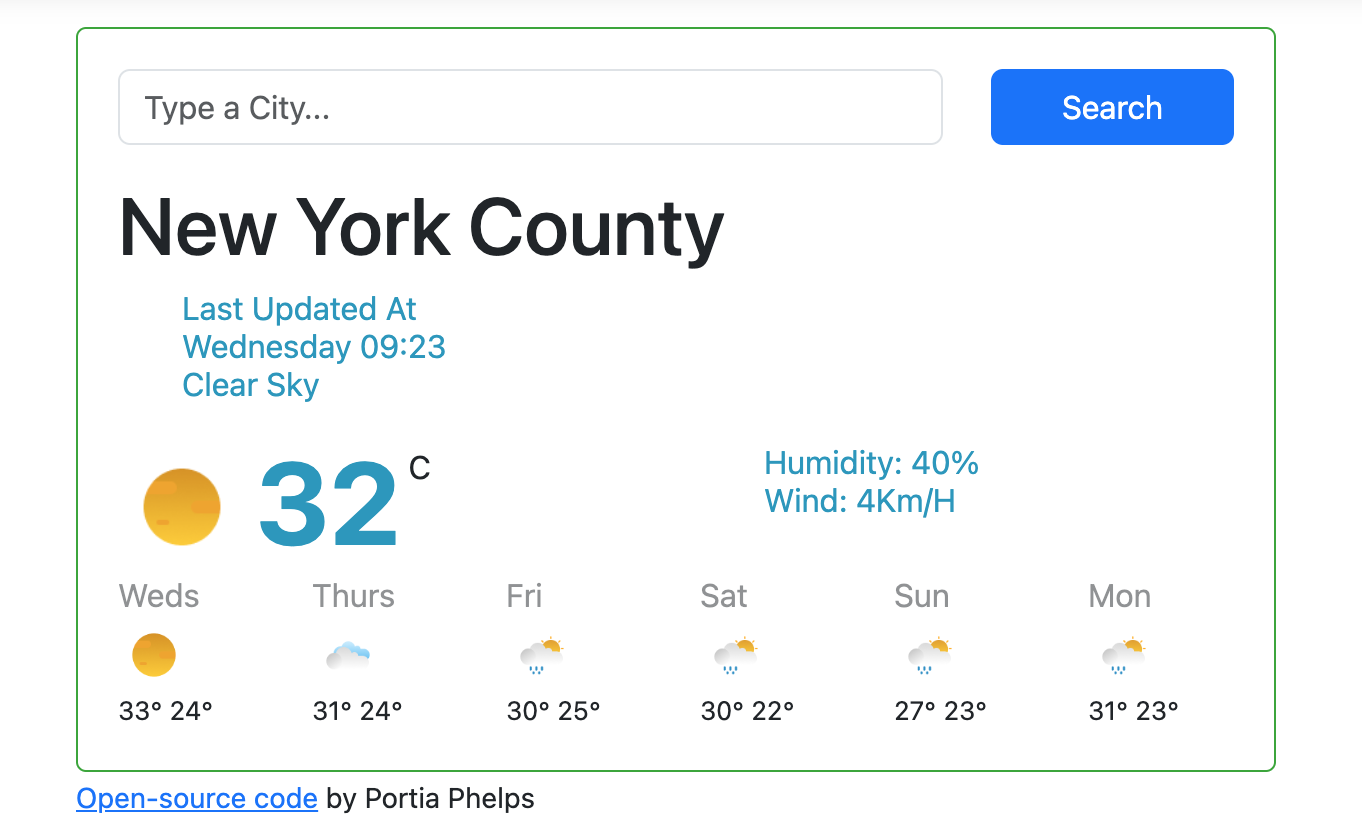 Type a City...
Search
New York County
Last Updated At
Wednesday 09:23
Clear Sky
32 C
Humidity: 40%
Wind: 4Km/H
Weds Thurs Fri Sat Sun Mon
33° 24° 31° 24° 30° 25° 30° 22° 27° 23° 31° 23°
Open-source code by Portia Phelps